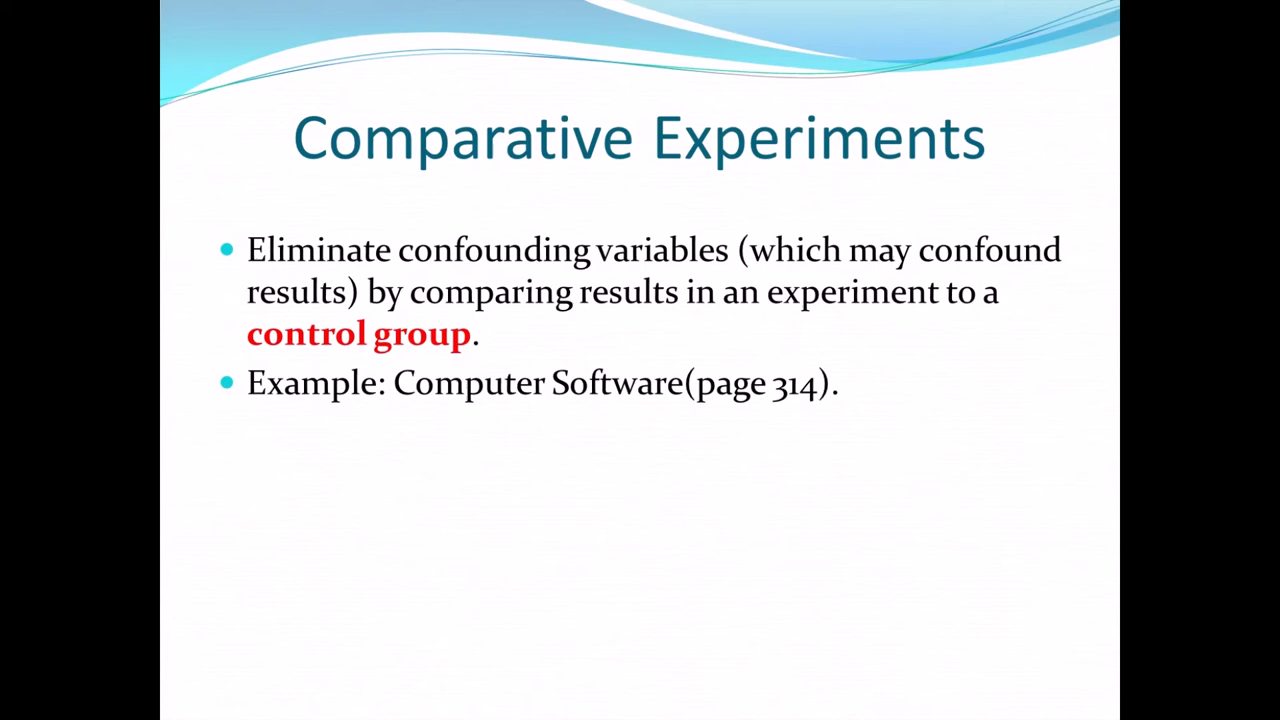 Comparative Experiments
• Eliminate confounding variables (which may confound
results) by comparing results in an experiment to a
control group.
• Example: Computer Software(page 314).